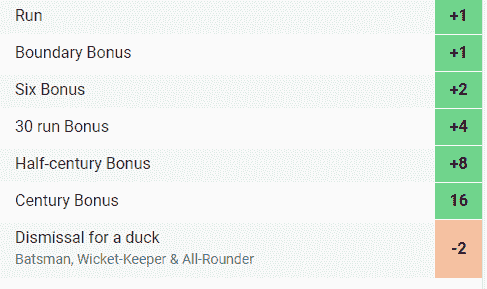 Run +1
Boundary Bonus +1
Six Bonus +2
30 run Bonus +4
Half-century Bonus +8
Century Bonus 16
Dismissal for a duck -2
Batsman, Wicket-Keeper & All-Rounder